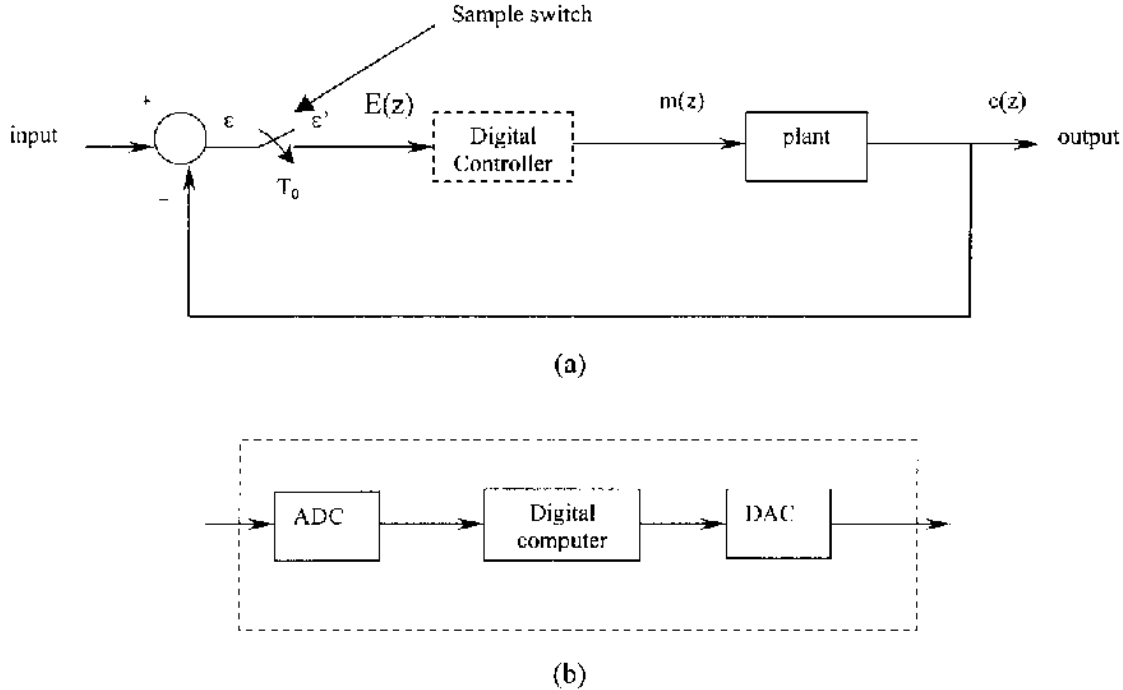 Sample switch
+
input
ε
ε'
E(z)
Digital
Controller
m(z)
plant
c(z)
output
−
T₀
(a)
ADC
Digital
computer
DAC
(b)